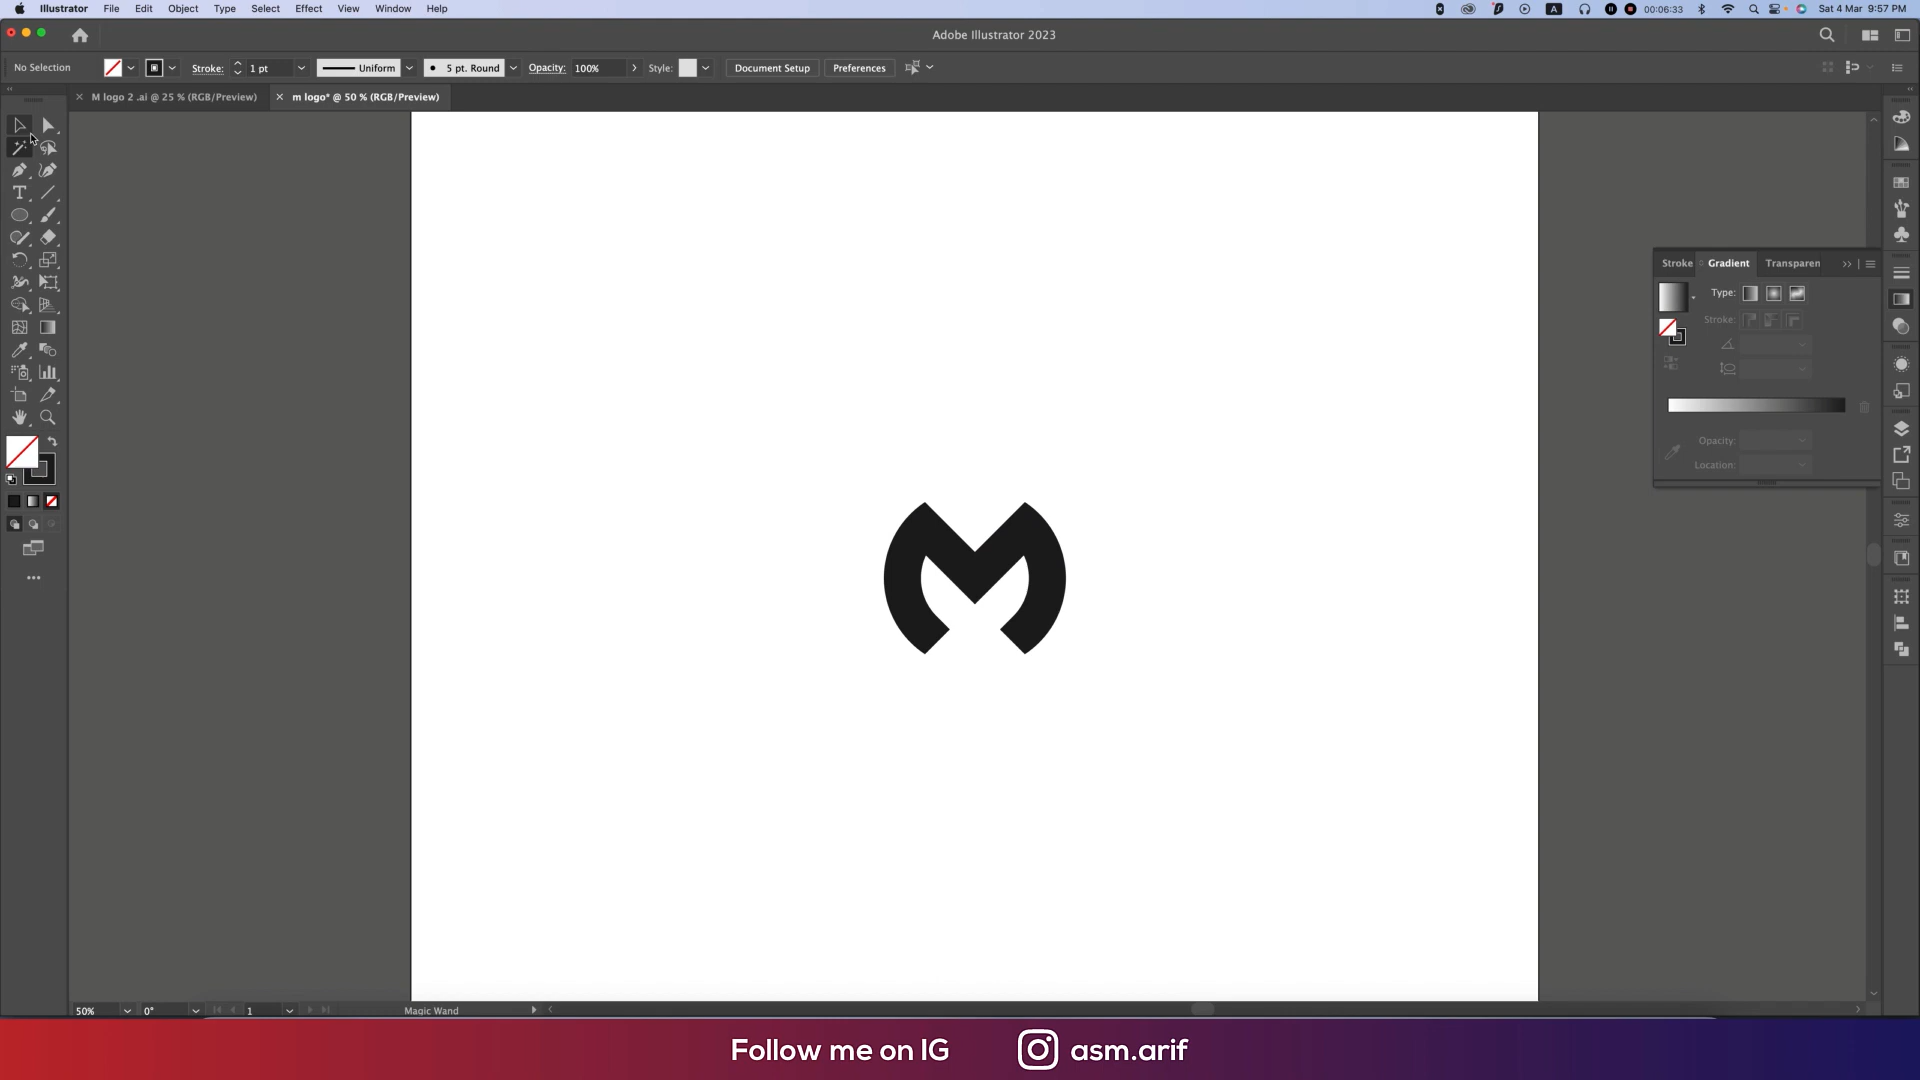 Illustrator File Edit Object Type Select Effect View Window Help
A 00:06:33 Sat 4 Mar 9:57 PM
Adobe Illustrator 2023
No Selection Stroke: 1 pt Uniform 5 pt. Round Opacity: 100% Style: Document Setup Preferences
M logo 2 .ai @ 25 % (RGB/Preview) m logo* @ 50 % (RGB/Preview)
Stroke Gradient Transparen
Type:
Stroke:
Opacity:
Location:
M
50% 0° 1 Magic Wand
Follow me on IG asm.arif